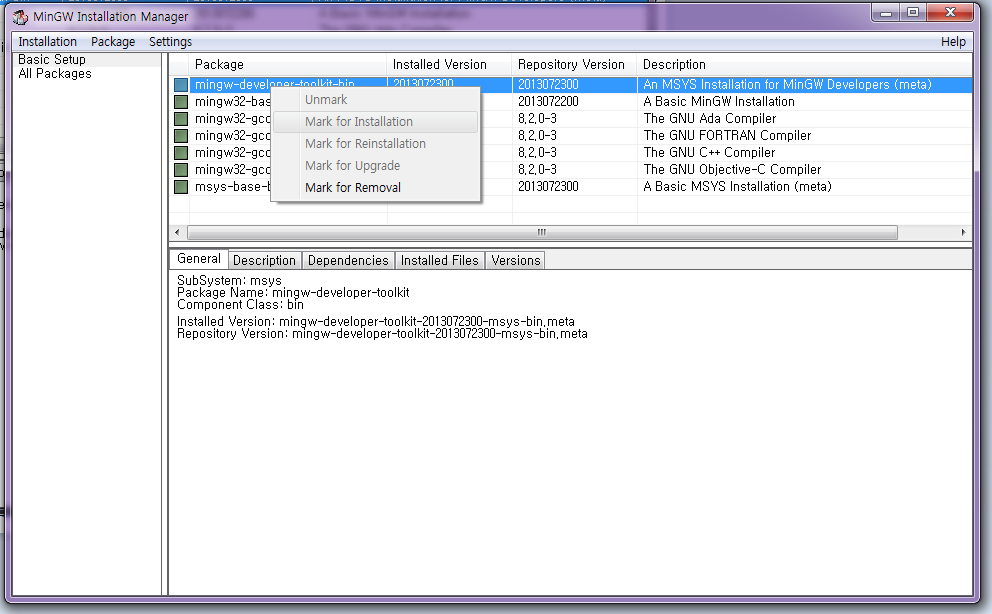 MinGW Installation Manager
Installation Package Settings Help
Basic Setup
All Packages
Package Installed Version Repository Version Description
mingw-developer-toolkit-bin 2013072300 2013072300 An MSYS Installation for MinGW Developers (meta)
mingw32-bas 2013072200 A Basic MinGW Installation
mingw32-gcc 8,2,0-3 The GNU Ada Compiler
mingw32-gcc 8,2,0-3 The GNU FORTRAN Compiler
mingw32-gcc 8,2,0-3 The GNU C++ Compiler
mingw32-gcc 8,2,0-3 The GNU Objective-C Compiler
msys-base-b 2013072300 A Basic MSYS Installation (meta)
Unmark
Mark for Installation
Mark for Reinstallation
Mark for Upgrade
Mark for Removal
General Description Dependencies Installed Files Versions
SubSystem: msys
Package Name: mingw-developer-toolkit
Component Class: bin
Installed Version: mingw-developer-toolkit-2013072300-msys-bin,meta
Repository Version: mingw-developer-toolkit-2013072300-msys-bin,meta